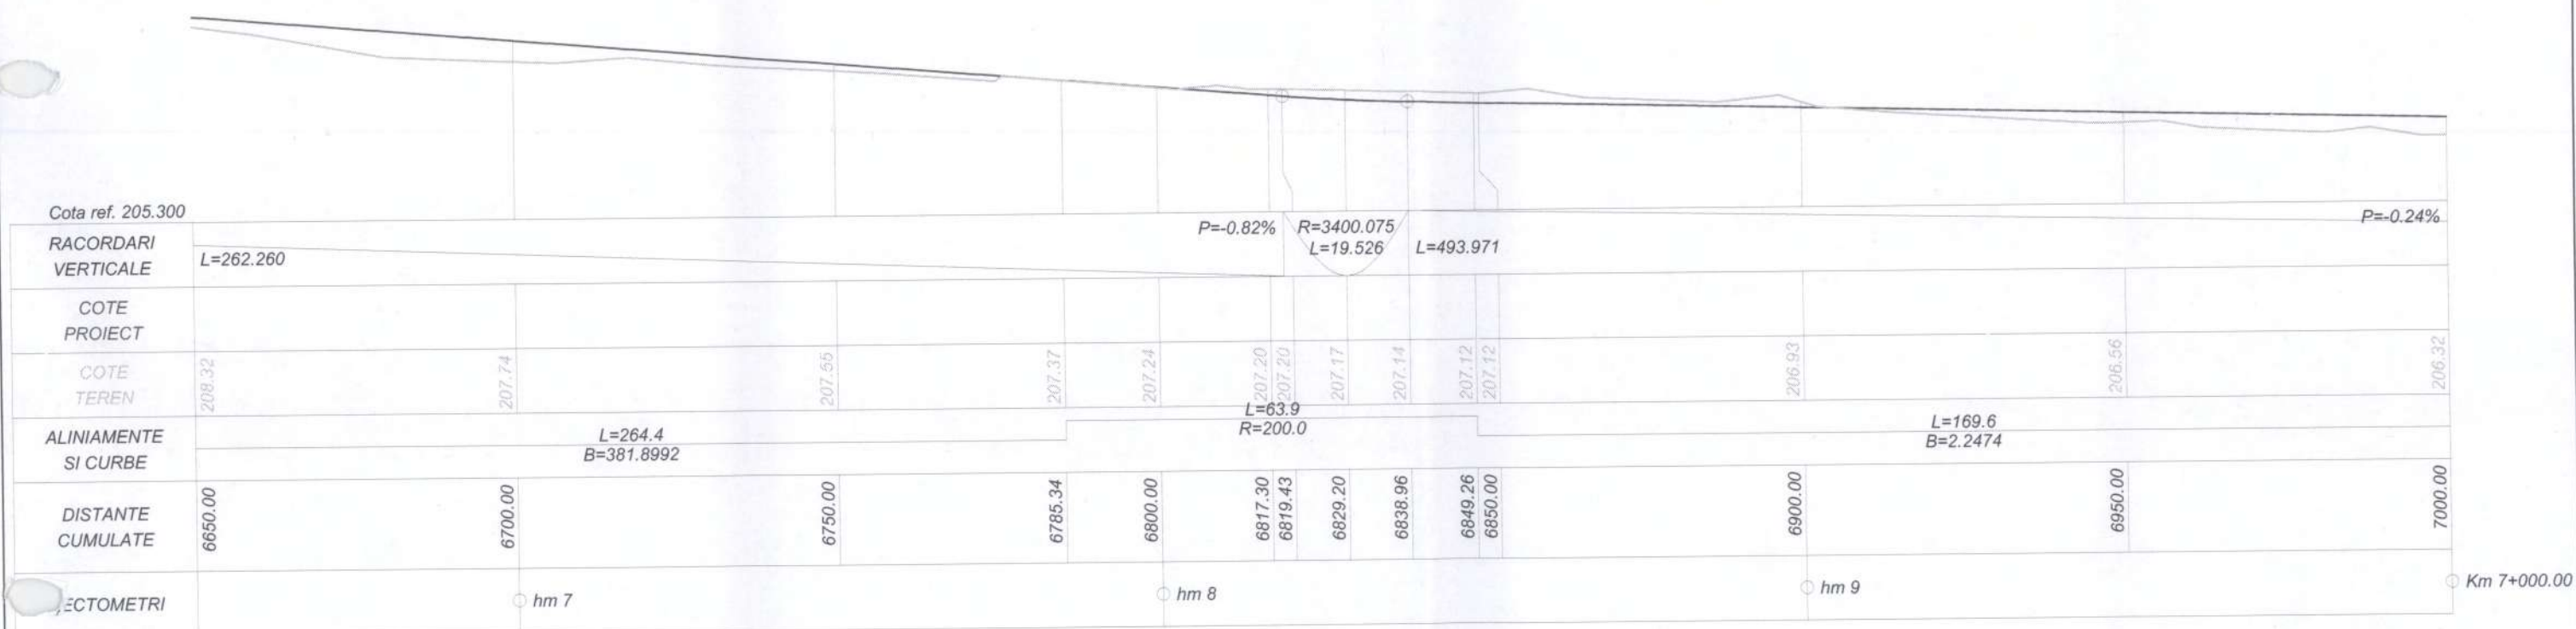 Cota ref. 205.300
RACORDARI
VERTICALE
L=262.260
P=-0.82%
R=3400.075
L=19.526
L=493.971
P=-0.24%
COTE
PROIECT
COTE
TEREN
208.32
207.74
207.55
207.37
207.24
207.20
207.20
207.17
207.14
207.12
207.12
206.93
206.56
206.32
ALINIAMENTE
SI CURBE
L=264.4
B=381.8992
L=63.9
R=200.0
L=169.6
B=2.2474
DISTANTE
CUMULATE
6650.00
6700.00
6750.00
6785.34
6800.00
6817.30
6819.43
6829.20
6838.96
6849.26
6850.00
6900.00
6950.00
7000.00
ECTOMETRI
hm 7
hm 8
hm 9
Km 7+000.00